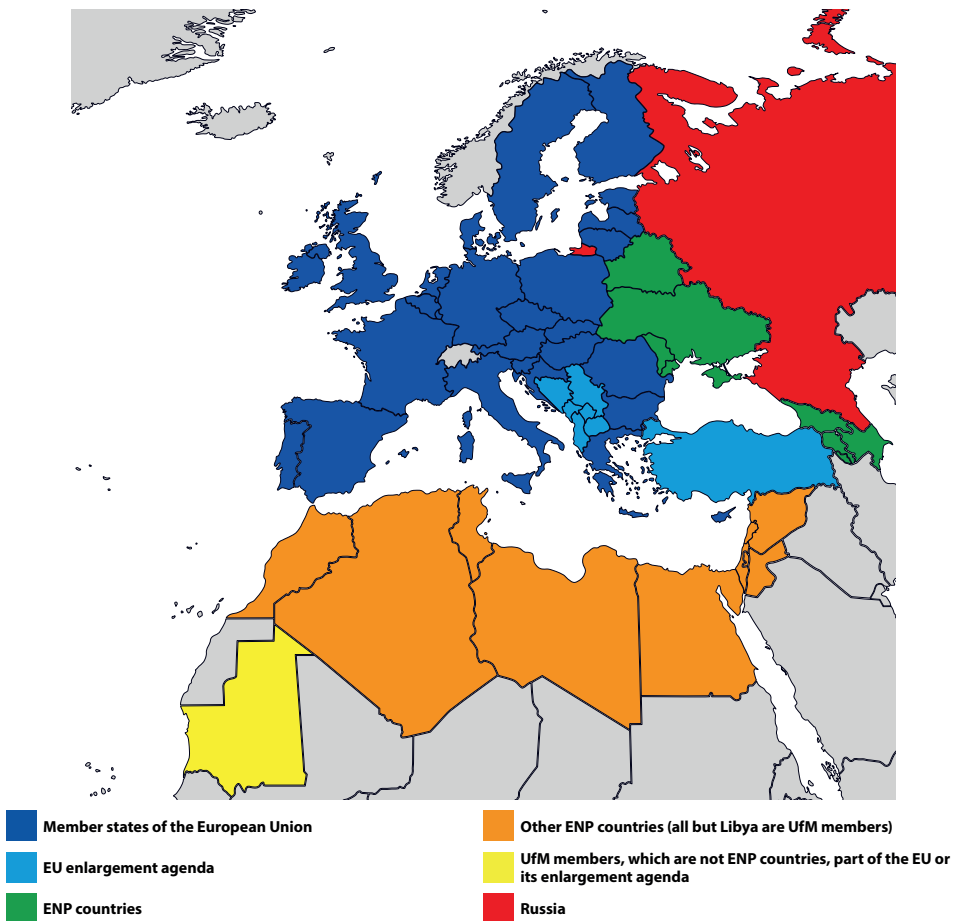 Member states of the European Union
EU enlargement agenda
ENP countries
Other ENP countries (all but Libya are UfM members)
UfM members, which are not ENP countries, part of the EU or
its enlargement agenda
Russia